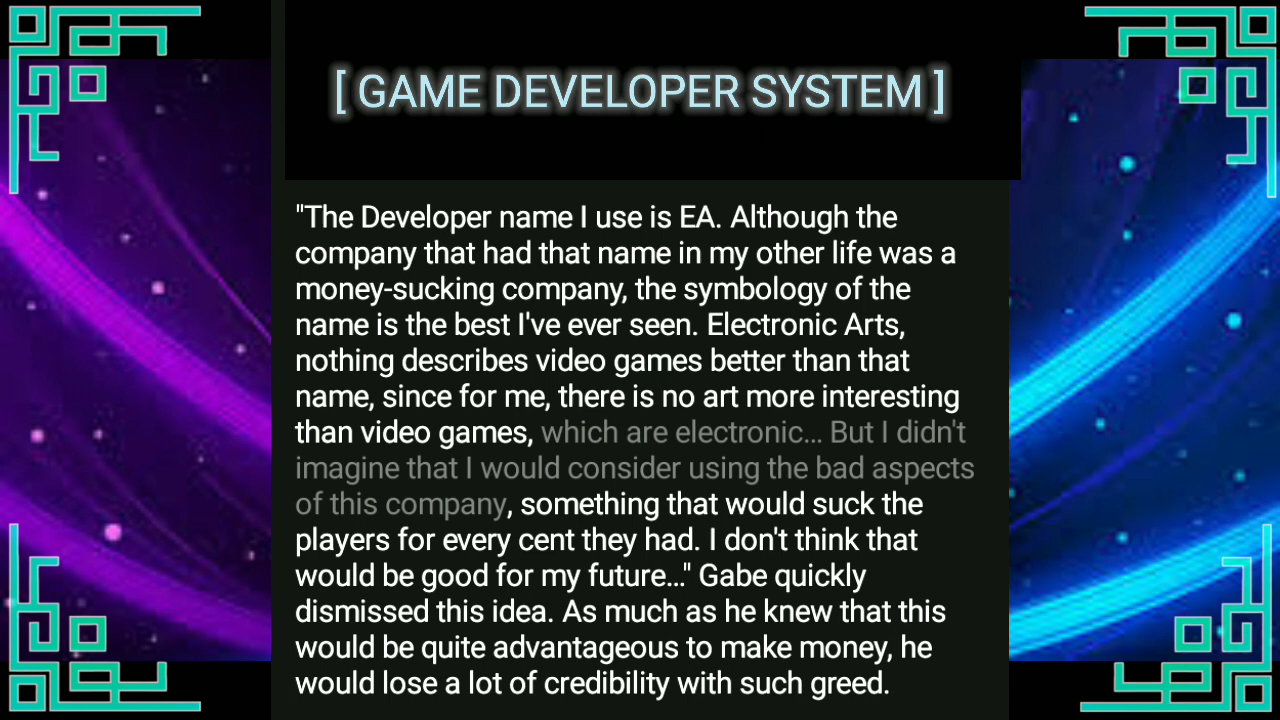 [ GAME DEVELOPER SYSTEM ]
"The Developer name I use is EA. Although the
company that had that name in my other life was a
money-sucking company, the symbology of the
name is the best I've ever seen. Electronic Arts,
nothing describes video games better than that
name, since for me, there is no art more interesting
than video games, which are electronic... But I didn't
imagine that I would consider using the bad aspects
of this company, something that would suck the
players for every cent they had. I don't think that
would be good for my future..." Gabe quickly
dismissed this idea. As much as he knew that this
would be quite advantageous to make money, he
would lose a lot of credibility with such greed.